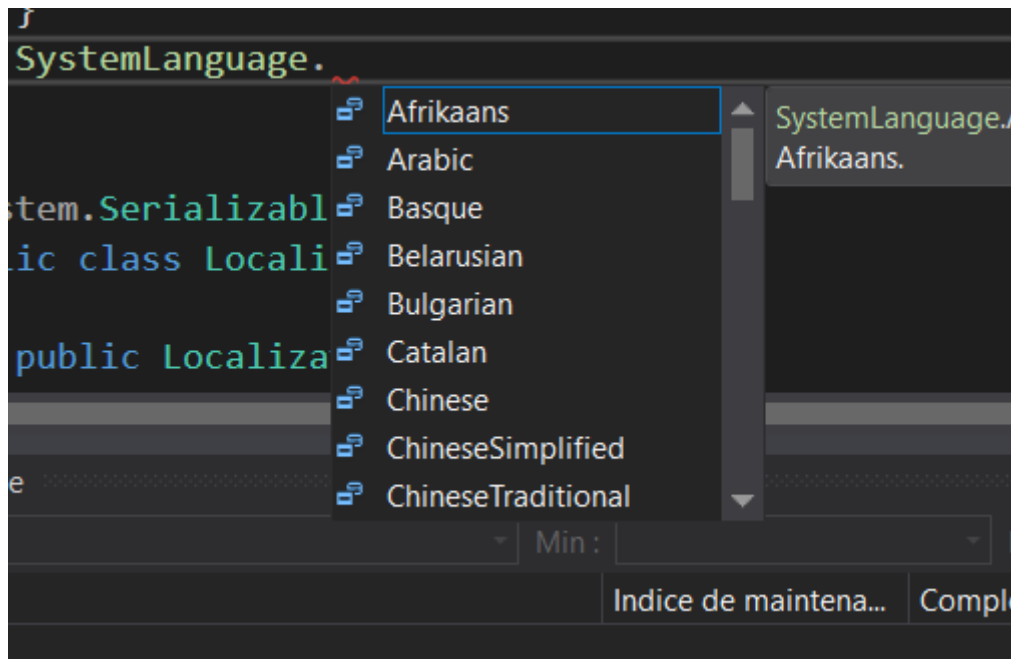 }
SystemLanguage.
Afrikaans
SystemLanguage.
Arabic
Afrikaans.
stem.Serializabl
Basque
lic class Locali
Belarusian
Bulgarian
public Localiza
Catalan
Chinese
ChineseSimplified
e
ChineseTraditional
Min :
Indice de maintena... Comple